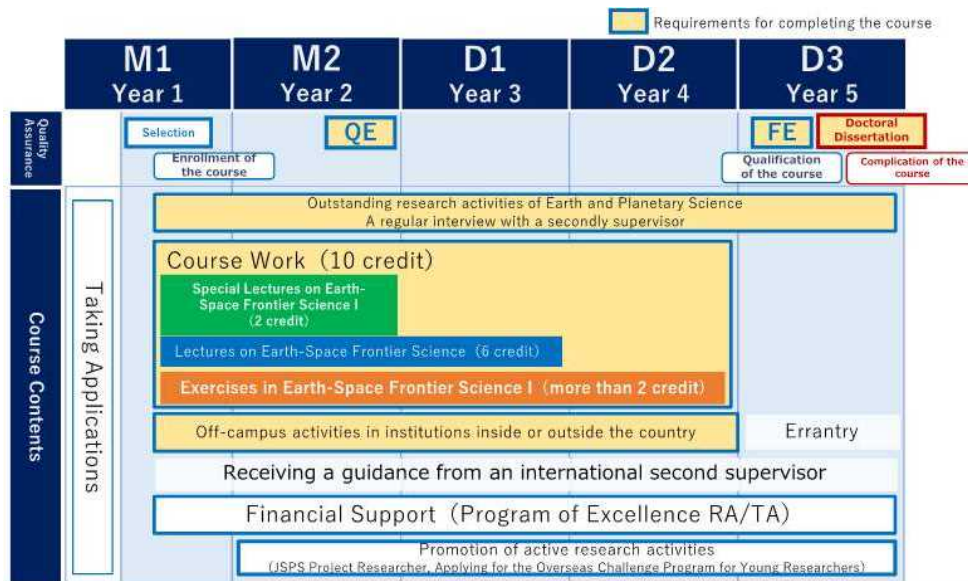 Requirements for completing the course
M1
Year 1
M2
Year 2
D1
Year 3
D2
Year 4
D3
Year 5
Quality
Assurance
Selection
QE
FE
Doctoral
Dissertation
Enrollment of
the course
Qualification
of the course
Complication of the
course
Course Contents
Taking Applications
Outstanding research activities of Earth and Planetary Science
A regular interview with a secondly supervisor
Course Work (10 credit)
Special Lectures on Earth-
Space Frontier Science I
(2 credit)
Lectures on Earth-Space Frontier Science (6 credit)
Exercises in Earth-Space Frontier Science I (more than 2 credit)
Off-campus activities in institutions inside or outside the country
Errantry
Receiving a guidance from an international second supervisor
Financial Support (Program of Excellence RA/TA)
Promotion of active research activities
(JSPS Project Researcher, Applying for the Overseas Challenge Program for Young Researchers)